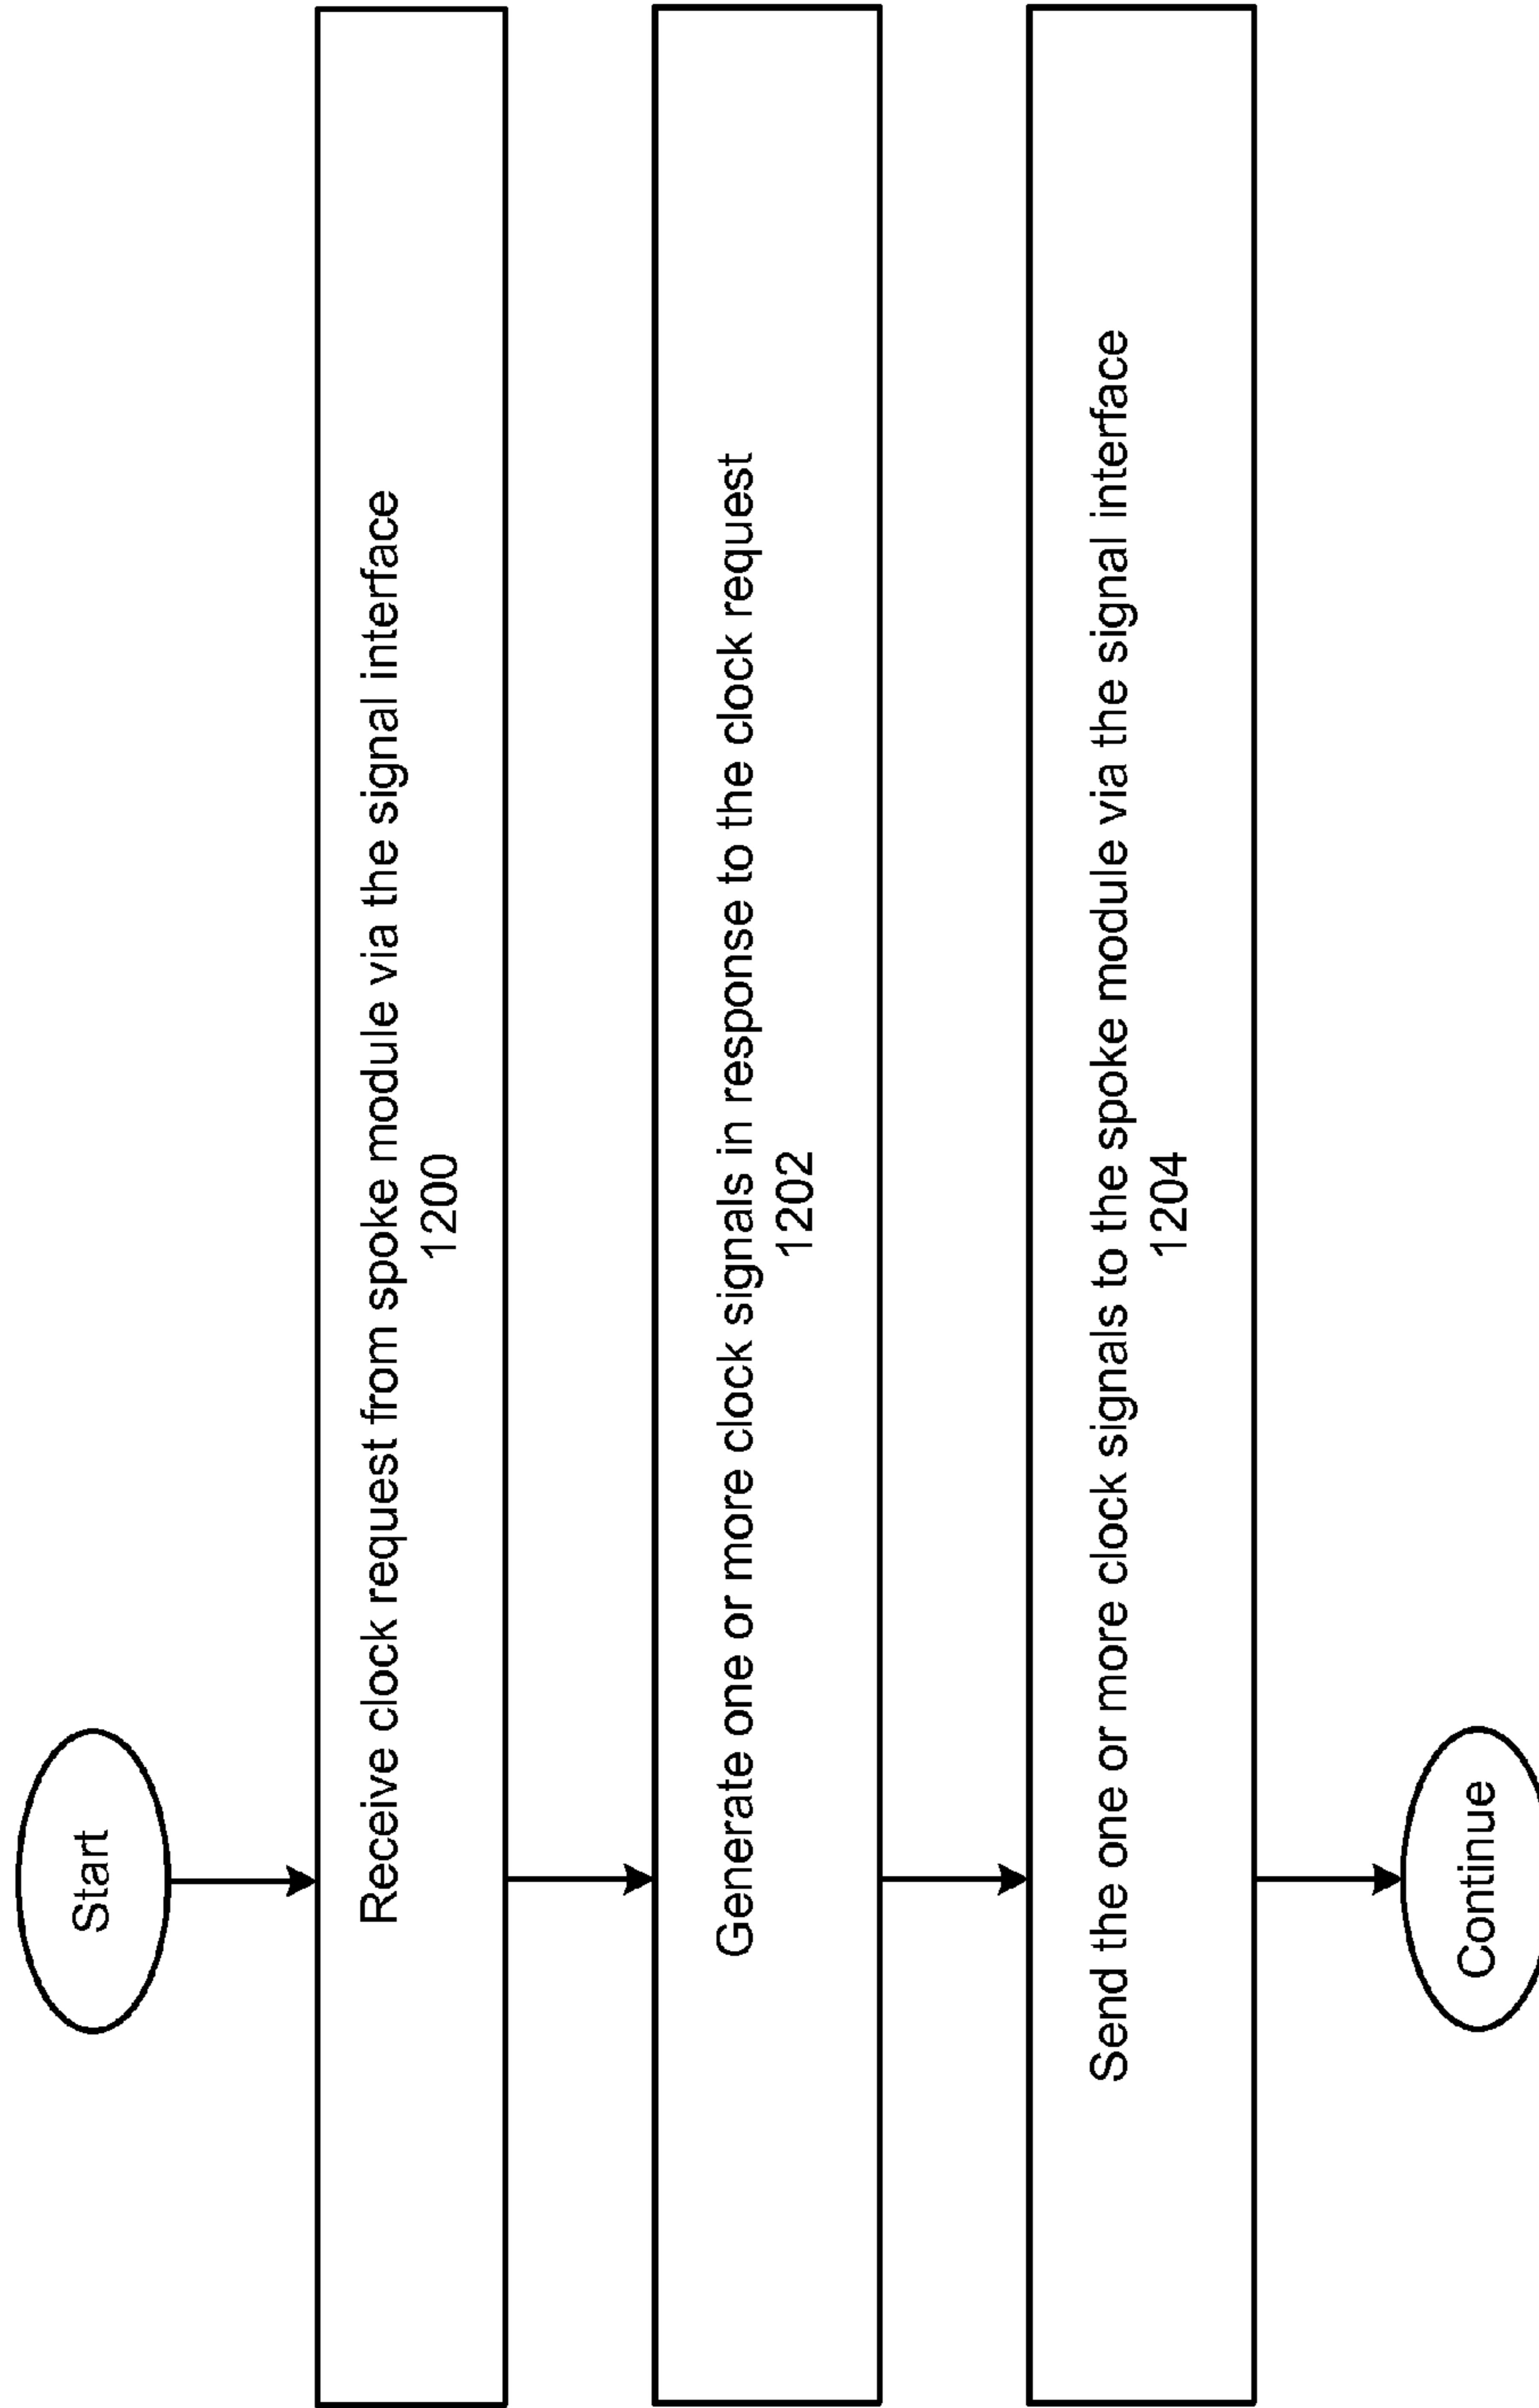 Start
Receive clock request from spoke module via the signal interface
1200
Generate one or more clock signals in response to the clock request
1202
Send the one or more clock signals to the spoke module via the signal interface
1204
Continue